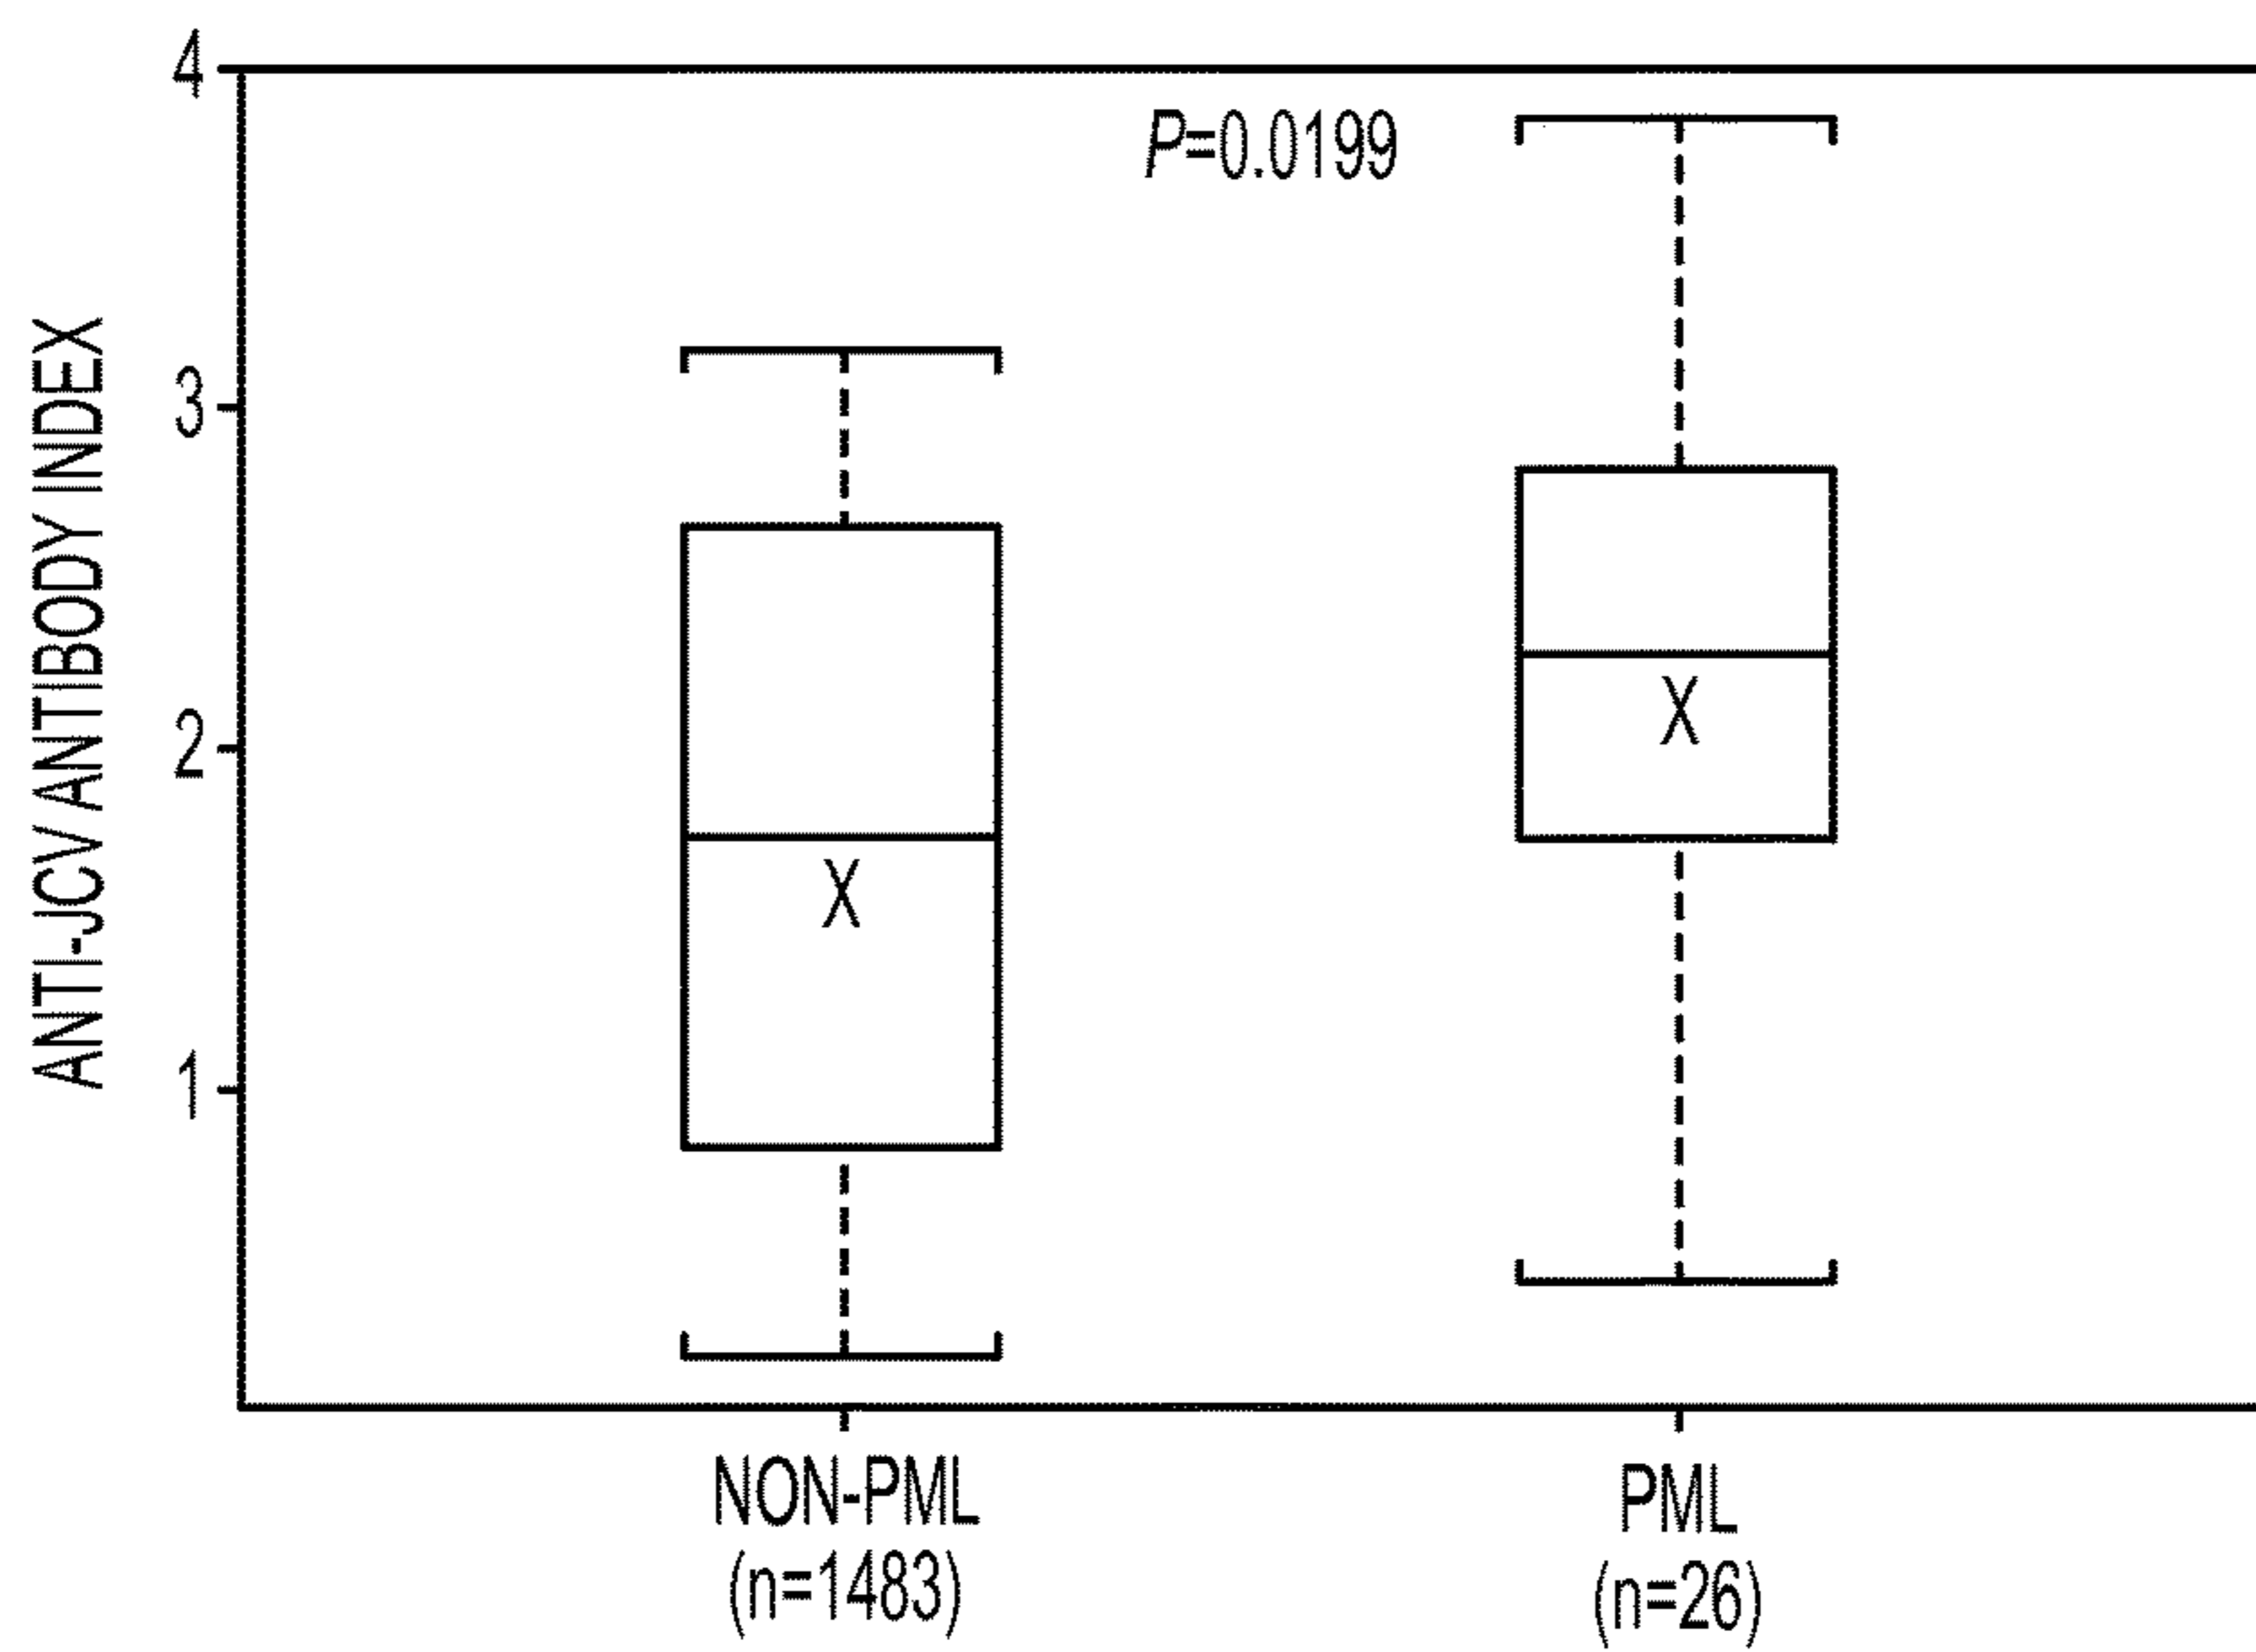 ANTI-JCV ANTIBODY INDEX
4
3
2
1
P=0.0199
X
X
NON-PML
(n=1483)
PML
(n=26)